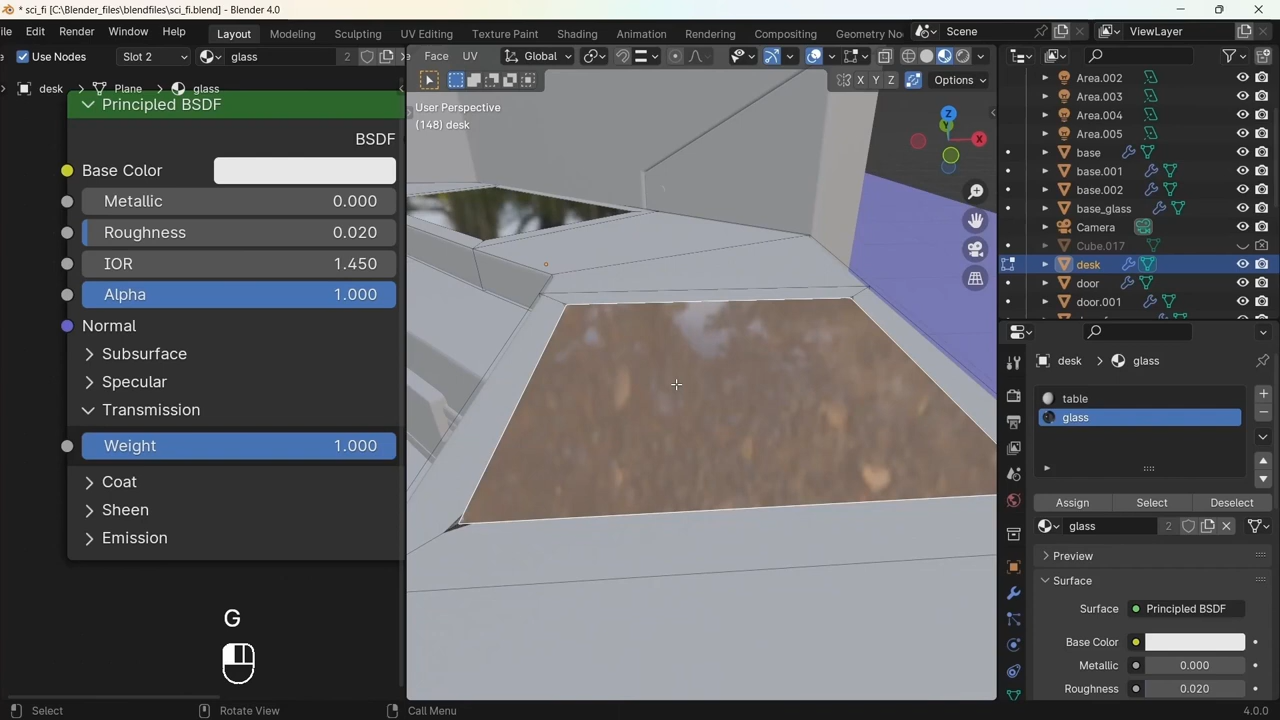 * sci_fi [C:\Blender_files\blendfiles\sci_fi.blend] - Blender 4.0
ile Edit Render Window Help Layout Modeling Sculpting UV Editing Texture Paint Shading Animation Rendering Compositing Geometry No Scene ViewLayer
Use Nodes Slot 2 glass 2 Face UV Global
X Y Z Options
desk Plane glass
Principled BSDF
BSDF
Base Color
Metallic 0.000
Roughness 0.020
IOR 1.450
Alpha 1.000
Normal
Subsurface
Specular
Transmission
Weight 1.000
Coat
Sheen
Emission
G
User Perspective
(148) desk
Z
Y
X
Area.002
Area.003
Area.004
Area.005
base
base.001
base.002
base_glass
Camera
Cube.017
desk
door
door.001
desk glass
table
glass
Assign Select Deselect
glass 2
Preview
Surface
Surface Principled BSDF
Base Color
Metallic 0.000
Roughness 0.020
Select Rotate View Call Menu 4.0.0